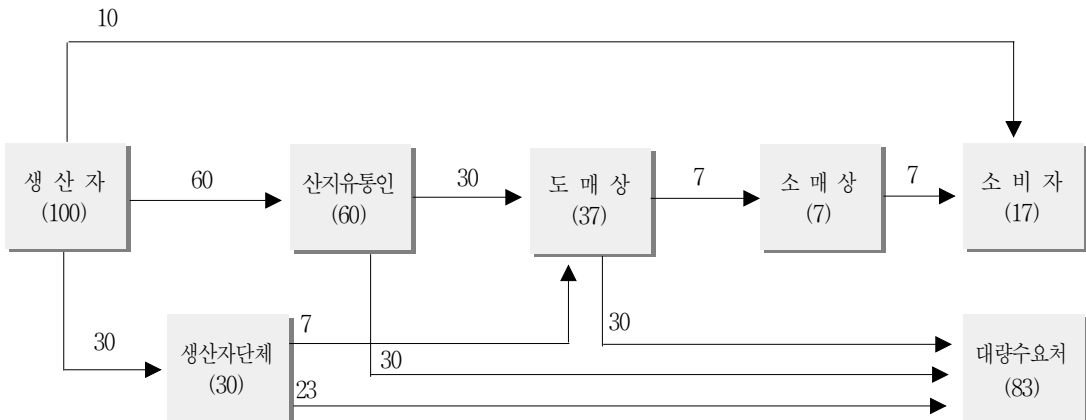 10
생 산 자
(100)
60
산지유통인
(60)
30
도 매 상
(37)
7
소 매 상
(7)
7
소 비 자
(17)
30
생산자단체
(30)
7
23
30
30
대량수요처
(83)